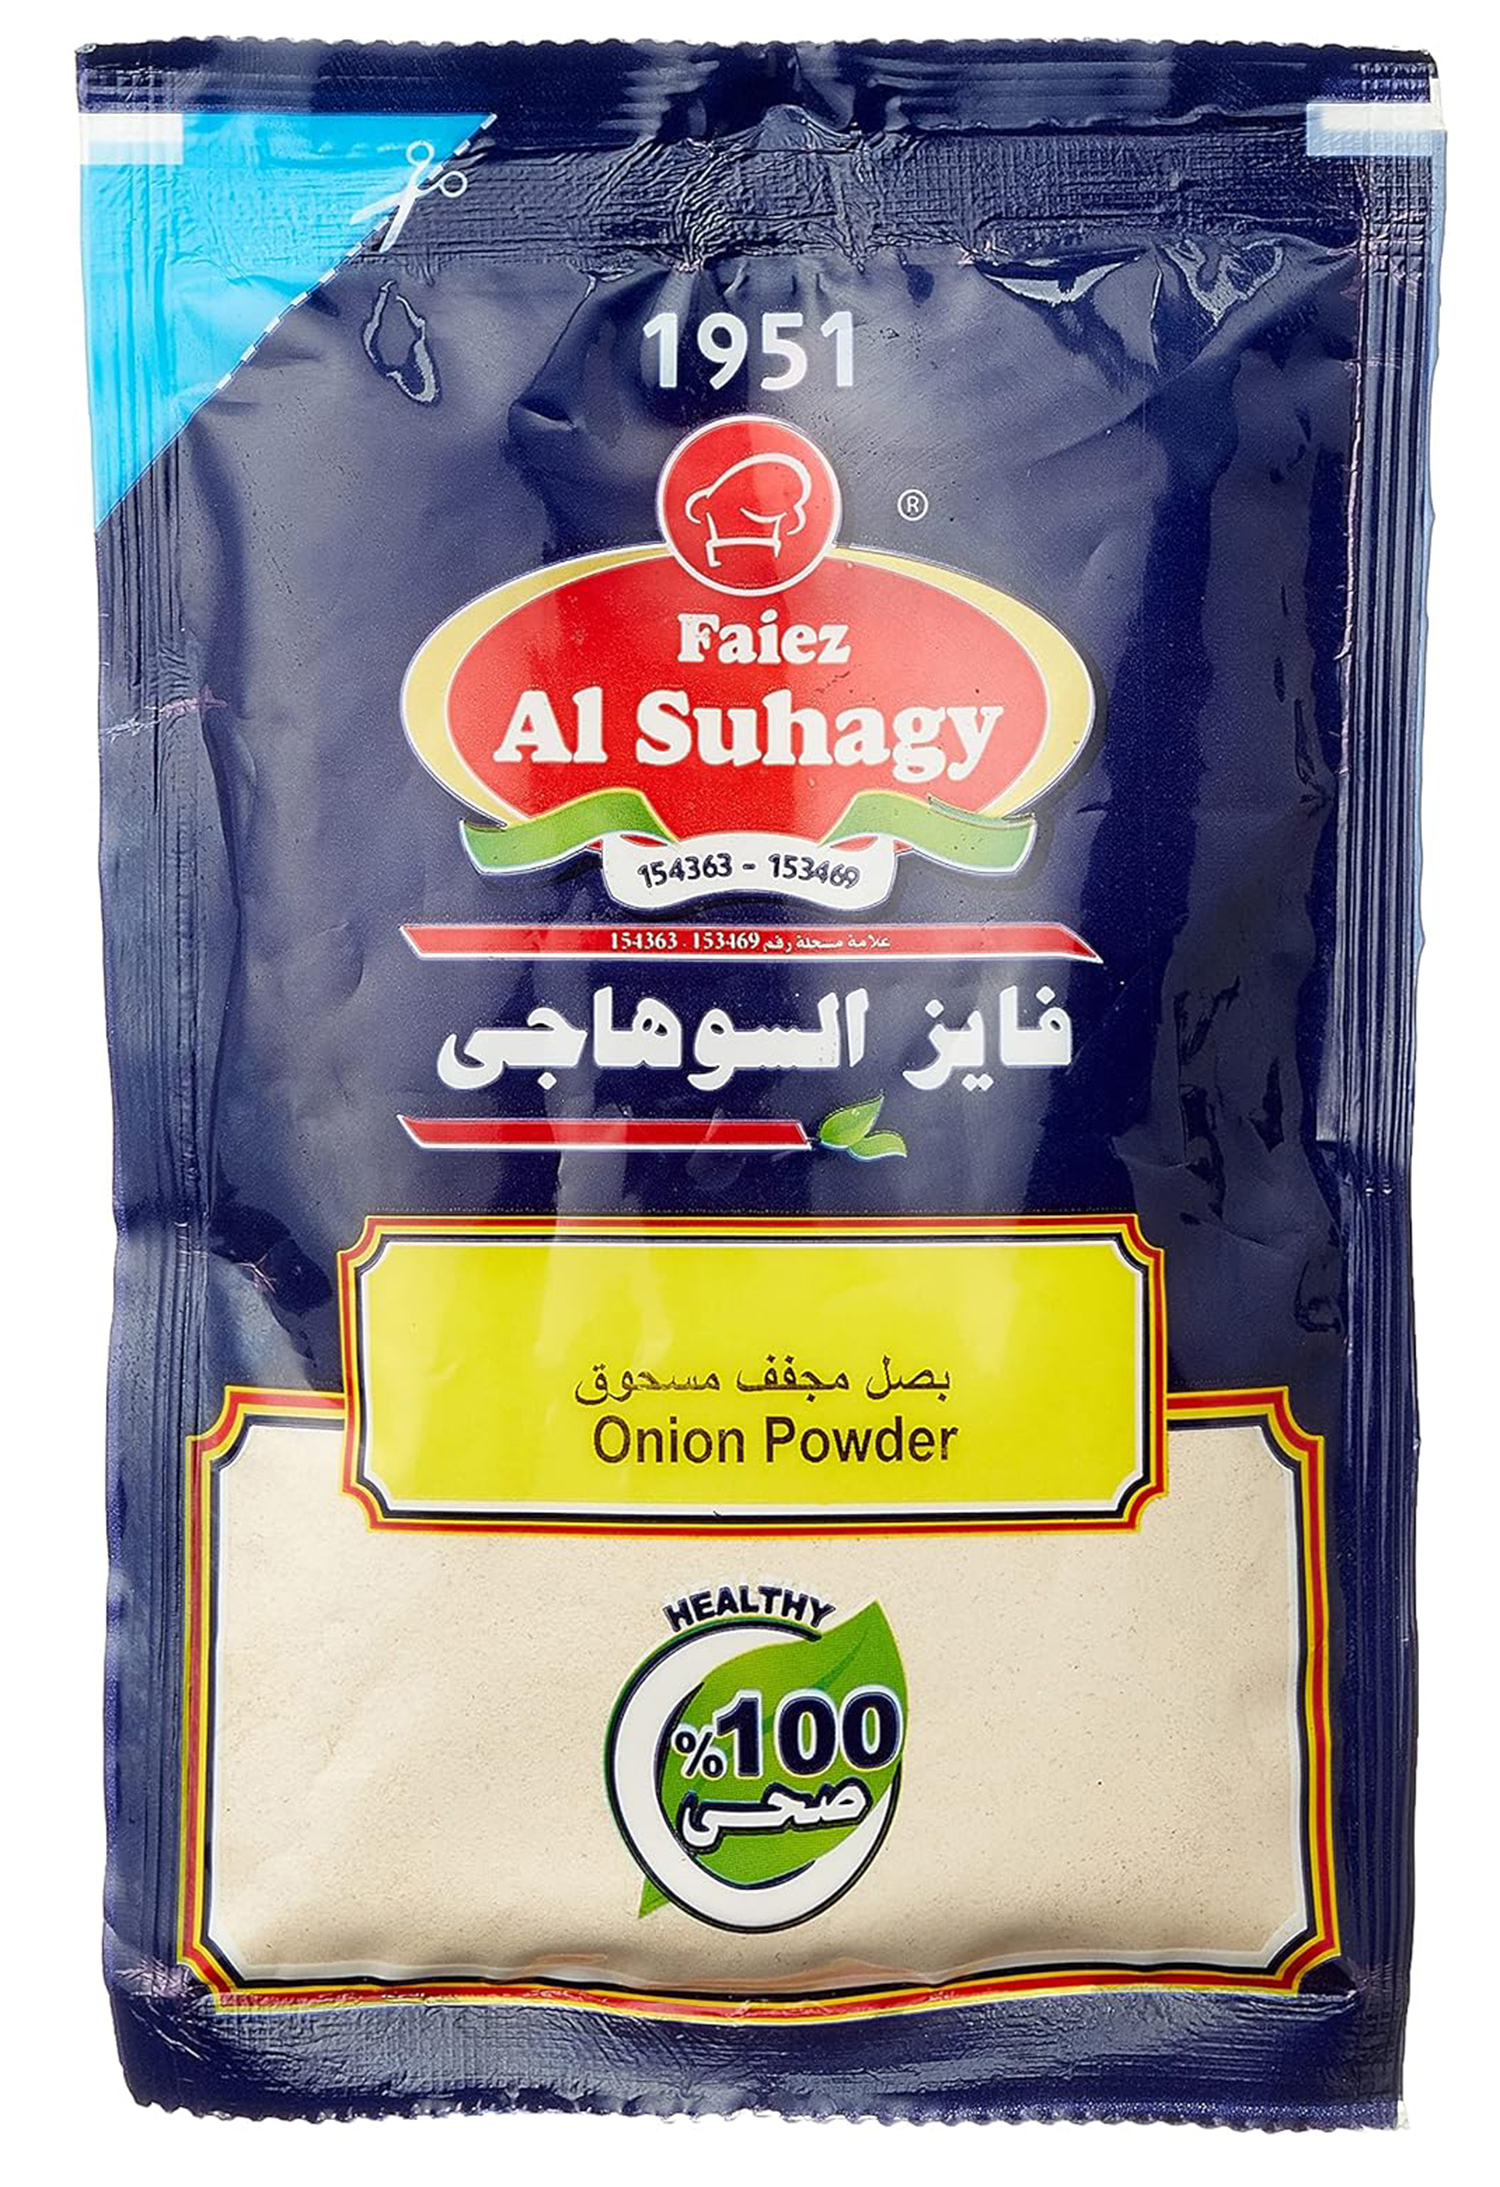 1951
®
Faiez
Al Suhagy
154363 - 153469
علامة مسجلة رقم 153469 - 154363
فايز السوهاجى
بصل مجفف مسحوق
Onion Powder
HEALTHY
%100
صحى